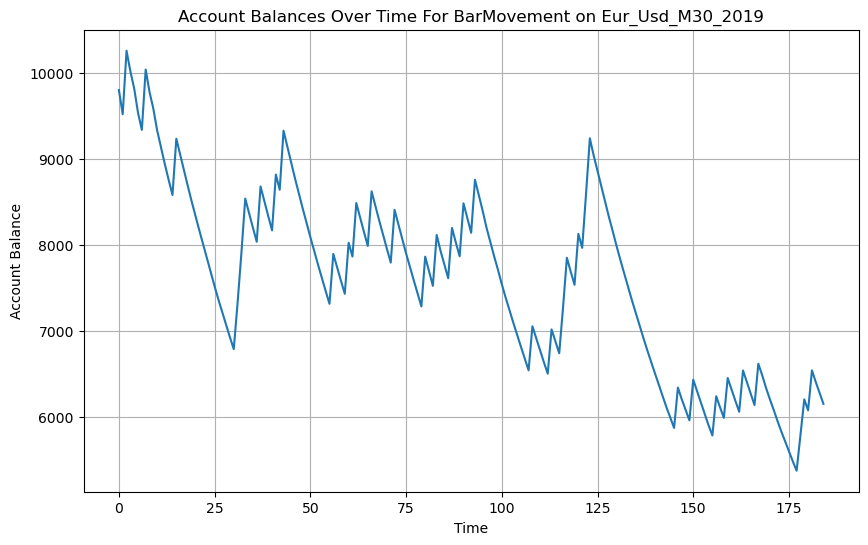 Account Balances Over Time For BarMovement on Eur_Usd_M30_2019
Account Balance
10000
9000
8000
7000
6000
0 25 50 75 100 125 150 175
Time